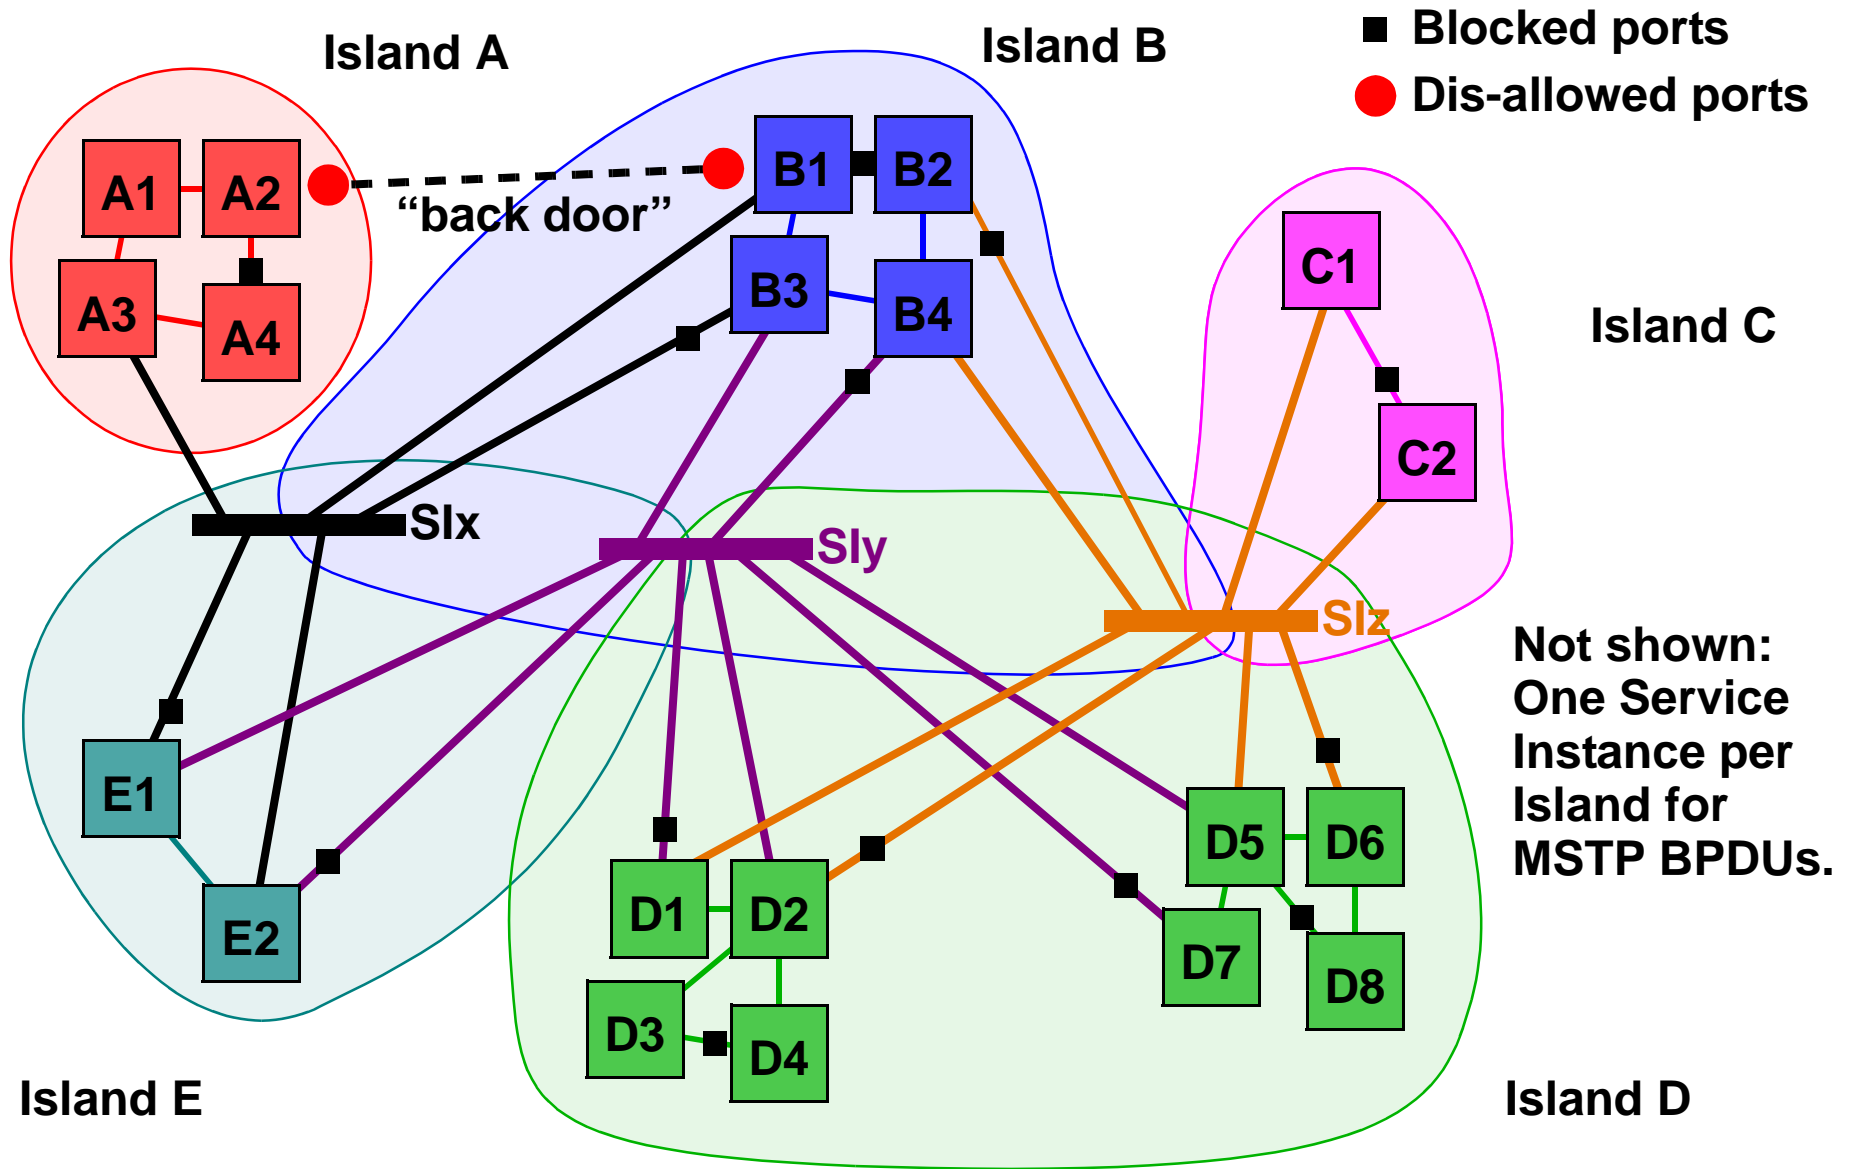 Island A
Island B
Blocked ports
Dis-allowed ports
A1
A2
B1
B2
“back door”
C1
A3
A4
B3
B4
Island C
C2
SIx
SIy
SIz
Not shown:
One Service
Instance per
Island for
MSTP BPDUs.
E1
E2
D1
D2
D3
D4
D5
D6
D7
D8
Island E
Island D